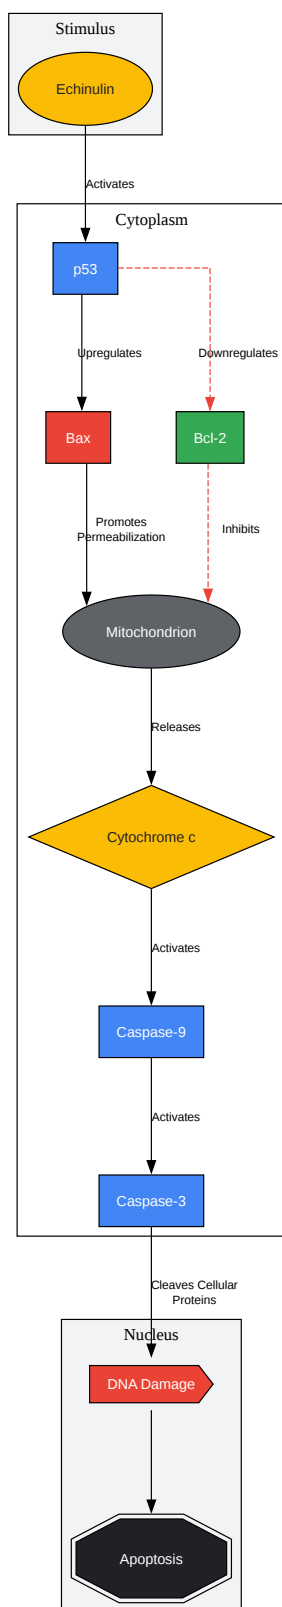 Stimulus
Echinulin
Activates
Cytoplasm
p53
Upregulates
Downregulates
Bax
Bcl-2
Promotes
Permeabilization
Inhibits
Mitochondrion
Releases
Cytochrome c
Activates
Caspase-9
Activates
Caspase-3
Cleaves Cellular
Proteins
Nucleus
DNA Damage
Apoptosis